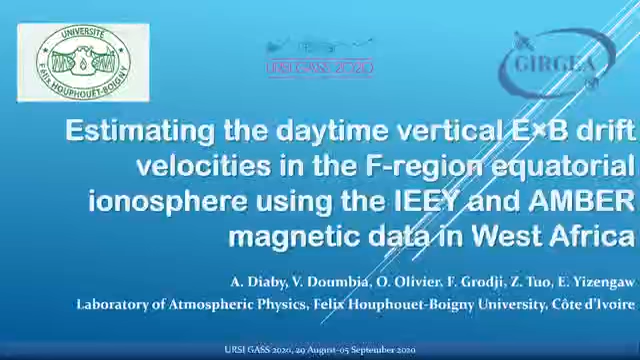 UNIVERSITÉ
FELIX HOUPHOUËT-BOIGNY
URSI GASS 2020
GIRGEA
Estimating the daytime vertical E×B drift
velocities in the F-region equatorial
ionosphere using the IEEY and AMBER
magnetic data in West Africa
A. Diaby, V. Doumbia, O. Olivier, F. Grodji, Z. Tuo, E. Yizengaw
Laboratory of Atmospheric Physics, Felix Houphouet-Boigny University, Côte d'Ivoire
URSI GASS 2020, 29 August-05 September 2020